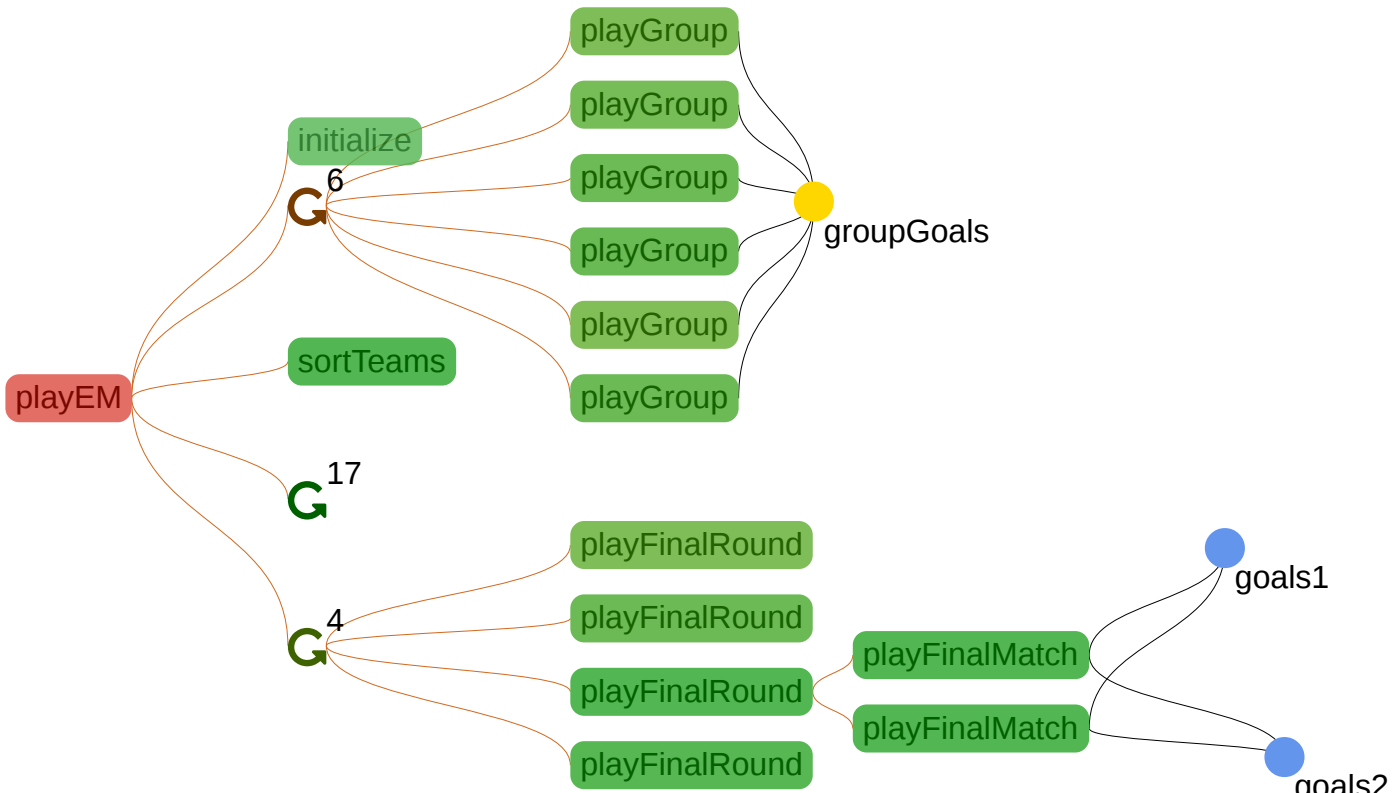 playGroup
playGroup
initialize
playGroup
6
groupGoals
playGroup
playGroup
sortTeams
playEM
playGroup
17
playFinalRound
goals1
playFinalRound
4
playFinalMatch
playFinalRound
playFinalMatch
playFinalRound
goals2